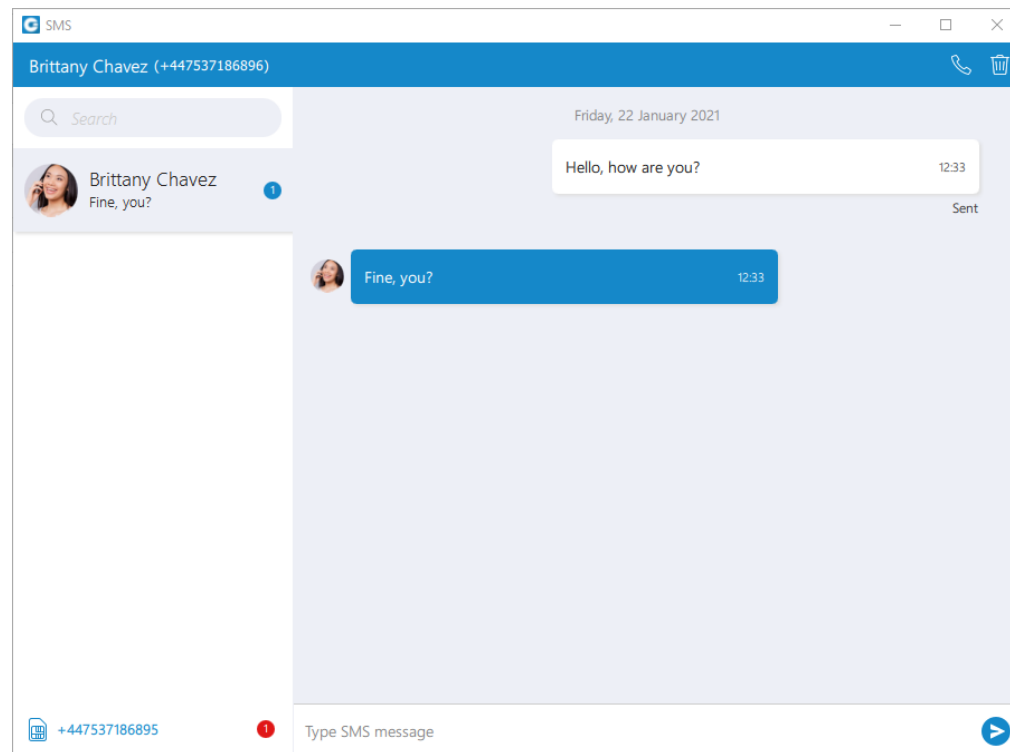 SMS
Brittany Chavez (+447537186896)
Search
Brittany Chavez
Fine, you?
1
Friday, 22 January 2021
Hello, how are you? 12:33
Sent
Fine, you? 12:33
+447537186895 1
Type SMS message